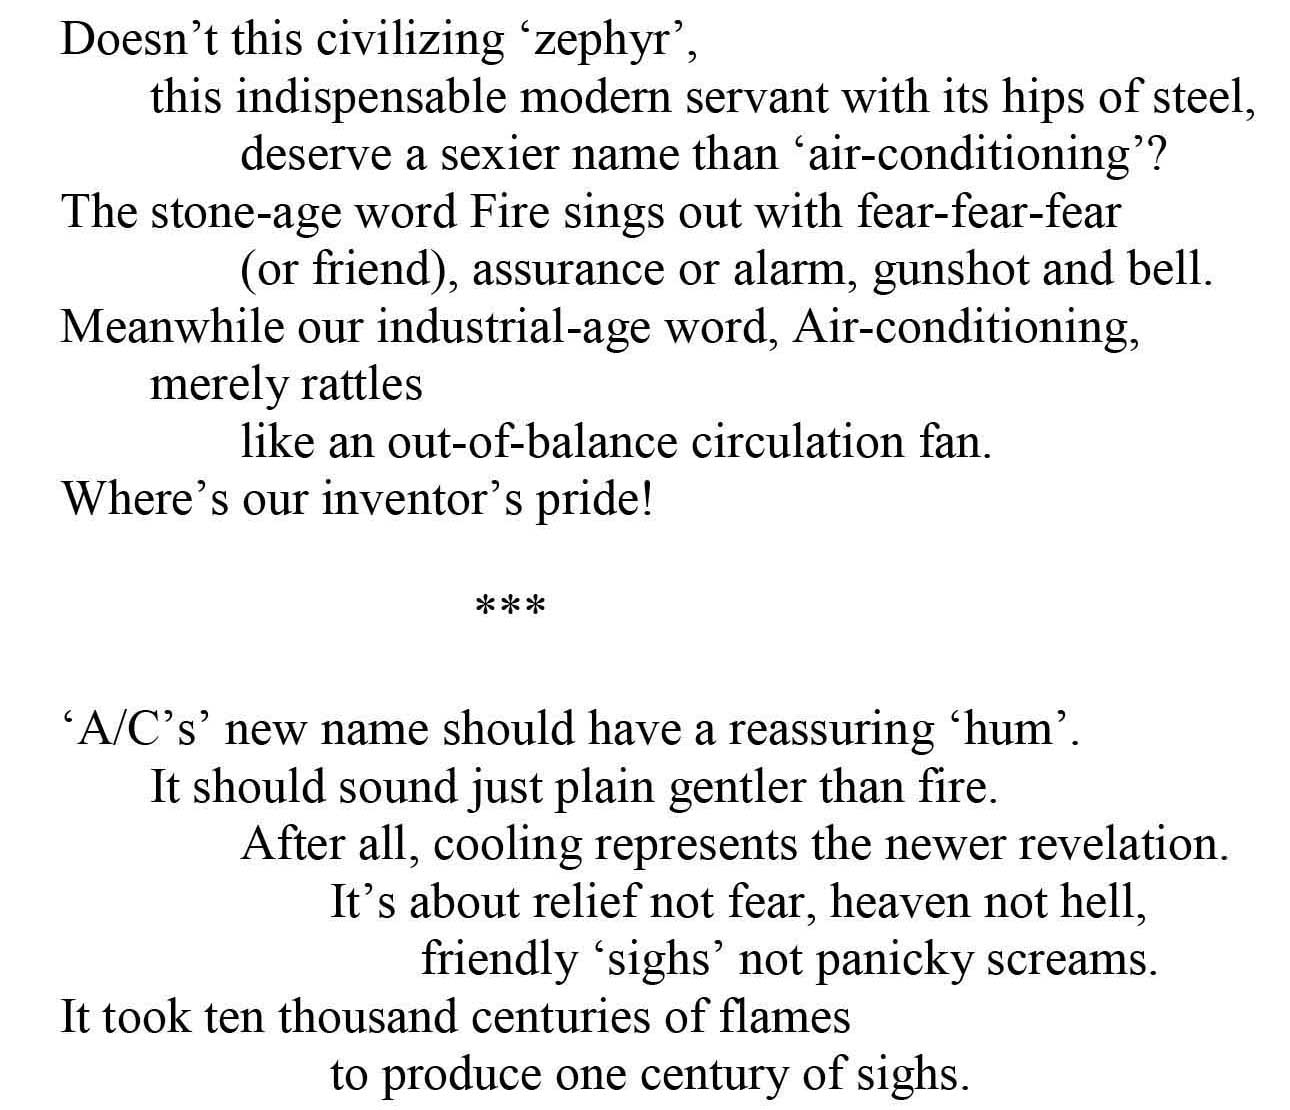 Doesn’t this civilizing ‘zephyr’,
this indispensable modern servant with its hips of steel,
deserve a sexier name than ‘air-conditioning’?
The stone-age word Fire sings out with fear-fear-fear
(or friend), assurance or alarm, gunshot and bell.
Meanwhile our industrial-age word, Air-conditioning,
merely rattles
like an out-of-balance circulation fan.
Where’s our inventor’s pride!
***
‘A/C’s’ new name should have a reassuring ‘hum’.
It should sound just plain gentler than fire.
After all, cooling represents the newer revelation.
It’s about relief not fear, heaven not hell,
friendly ‘sighs’ not panicky screams.
It took ten thousand centuries of flames
to produce one century of sighs.